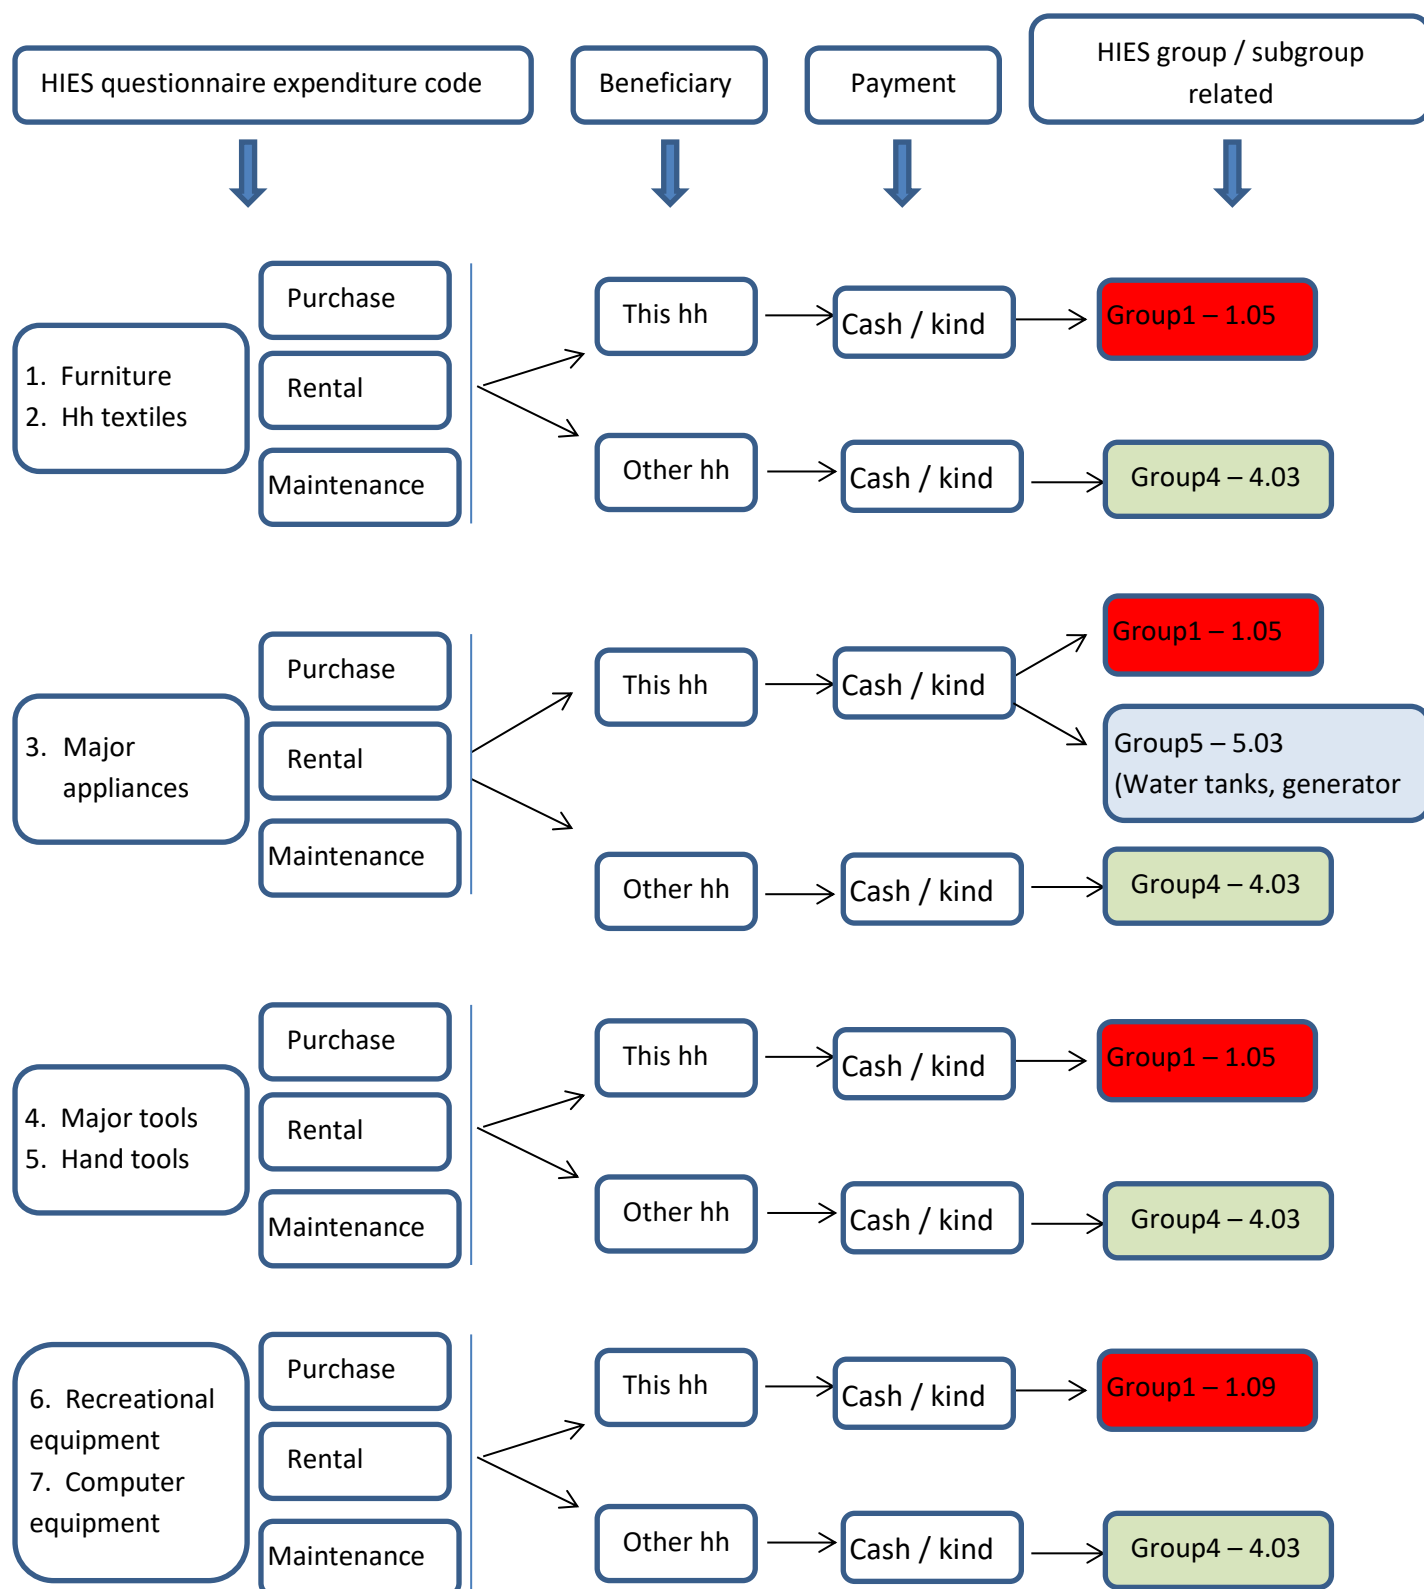 HIES questionnaire expenditure code
Beneficiary
Payment
HIES group / subgroup
related
1. Furniture
2. Hh textiles
Purchase
Rental
Maintenance
This hh
Cash / kind
Group1 – 1.05
Other hh
Cash / kind
Group4 – 4.03
3. Major
appliances
Purchase
Rental
Maintenance
This hh
Cash / kind
Group1 – 1.05
Group5 – 5.03
(Water tanks, generator
Other hh
Cash / kind
Group4 – 4.03
4. Major tools
5. Hand tools
Purchase
Rental
Maintenance
This hh
Cash / kind
Group1 – 1.05
Other hh
Cash / kind
Group4 – 4.03
6. Recreational
equipment
7. Computer
equipment
Purchase
Rental
Maintenance
This hh
Cash / kind
Group1 – 1.09
Other hh
Cash / kind
Group4 – 4.03